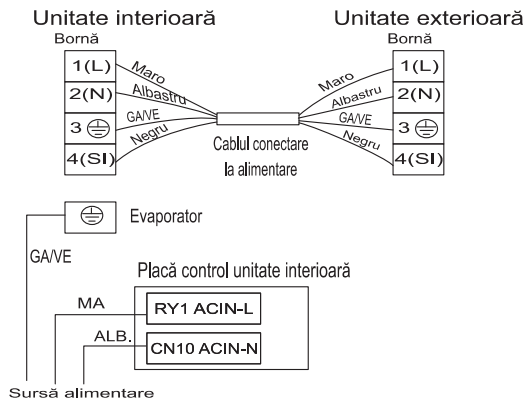 Unitate interioară
Unitate exterioară
Bornă
Bornă
1(L)
Maro
Maro
1(L)
2(N)
Albastru
Albastru
2(N)
3
GA/VE
GA/VE
3
4(SI)
Negru
Negru
4(SI)
Cablul conectare
la alimentare
Evaporator
GA/VE
Placă control unitate interioară
MA
RY1 ACIN-L
ALB.
CN10 ACIN-N
Sursă alimentare